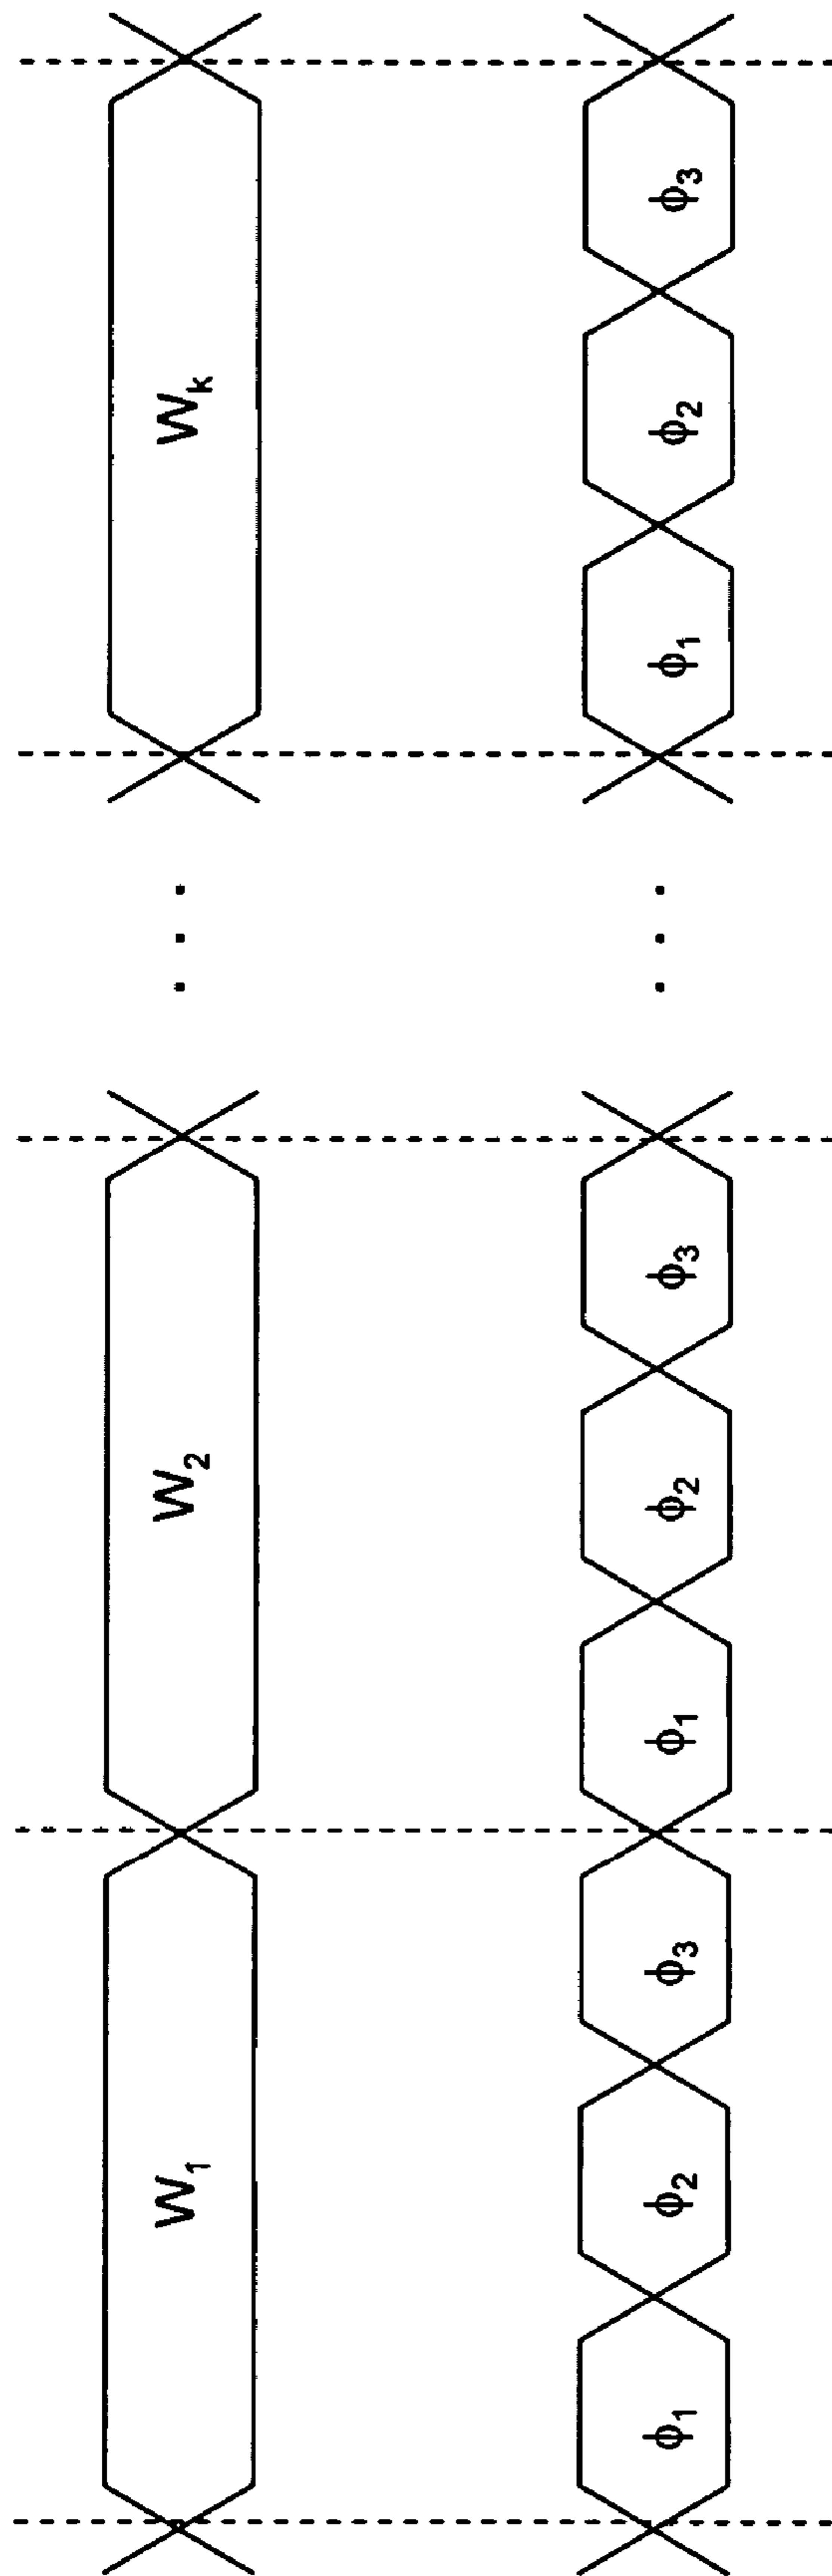 W₁ W₂ . . . Wₖ
ϕ₁ ϕ₂ ϕ₃ ϕ₁ ϕ₂ ϕ₃ . . . ϕ₁ ϕ₂ ϕ₃